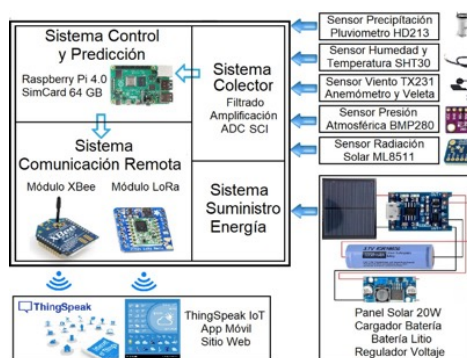 Sistema Control
y Predicción
Raspberry Pi 4.0
SimCard 64 GB
Sistema
Colector
Filtrado
Amplificación
ADC SCI
Sensor Precipitación
Pluviometro HD213
Sensor Humedad y
Temperatura SHT30
Sensor Viento TX231
Anemómetro y Veleta
Sensor Presión
Atmosférica BMP280
Sensor Radiación
Solar ML8511
Sistema
Comunicación Remota
Módulo XBee
Módulo LoRa
Sistema
Suministro
Energía
ThingSpeak
ThingSpeak IoT
App Móvil
Sitio Web
Panel Solar 20W
Cargador Batería
Batería Litio
Regulador Voltaje